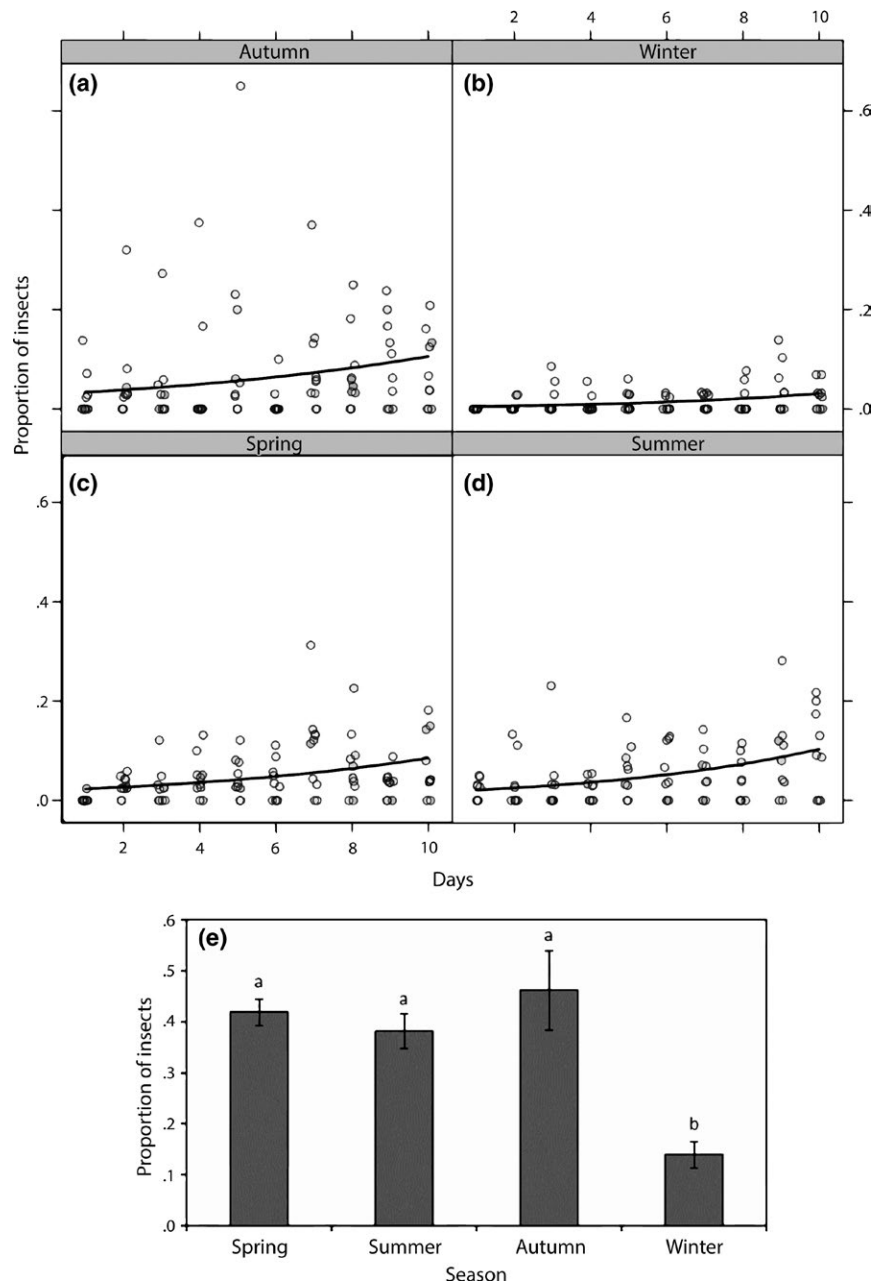 2 4 6 8 10
Autumn Winter
(a) (b)
.6
.4
.2
.0
Proportion of insects
Spring Summer
(c) (d)
.6
.4
.2
.0
2 4 6 8 10
Days
(e)
.6
.5
.4
.3
.2
.1
.0
a a a b
Proportion of insects
Spring Summer Autumn Winter
Season